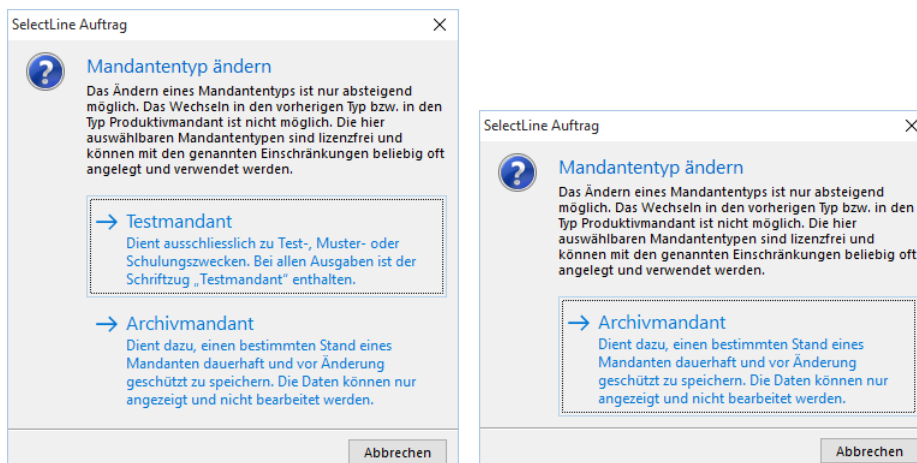 SelectLine Auftrag
Mandantentyp ändern
Das Ändern eines Mandantentyps ist nur absteigend
möglich. Das Wechseln in den vorherigen Typ bzw. in den
Typ Produktivmandant ist nicht möglich. Die hier
auswählbaren Mandantentypen sind lizenzfrei und
können mit den genannten Einschränkungen beliebig oft
angelegt und verwendet werden.
Testmandant
Dient ausschliesslich zu Test-, Muster- oder
Schulungszwecken. Bei allen Ausgaben ist der
Schriftzug „Testmandant“ enthalten.
Archivmandant
Dient dazu, einen bestimmten Stand eines
Mandanten dauerhaft und vor Änderung
geschützt zu speichern. Die Daten können nur
angezeigt und nicht bearbeitet werden.
Abbrechen
SelectLine Auftrag
Mandantentyp ändern
Das Ändern eines Mandantentyps ist nur absteigend
möglich. Das Wechseln in den vorherigen Typ bzw. in den
Typ Produktivmandant ist nicht möglich. Die hier
auswählbaren Mandantentypen sind lizenzfrei und
können mit den genannten Einschränkungen beliebig oft
angelegt und verwendet werden.
Archivmandant
Dient dazu, einen bestimmten Stand eines
Mandanten dauerhaft und vor Änderung
geschützt zu speichern. Die Daten können nur
angezeigt und nicht bearbeitet werden.
Abbrechen